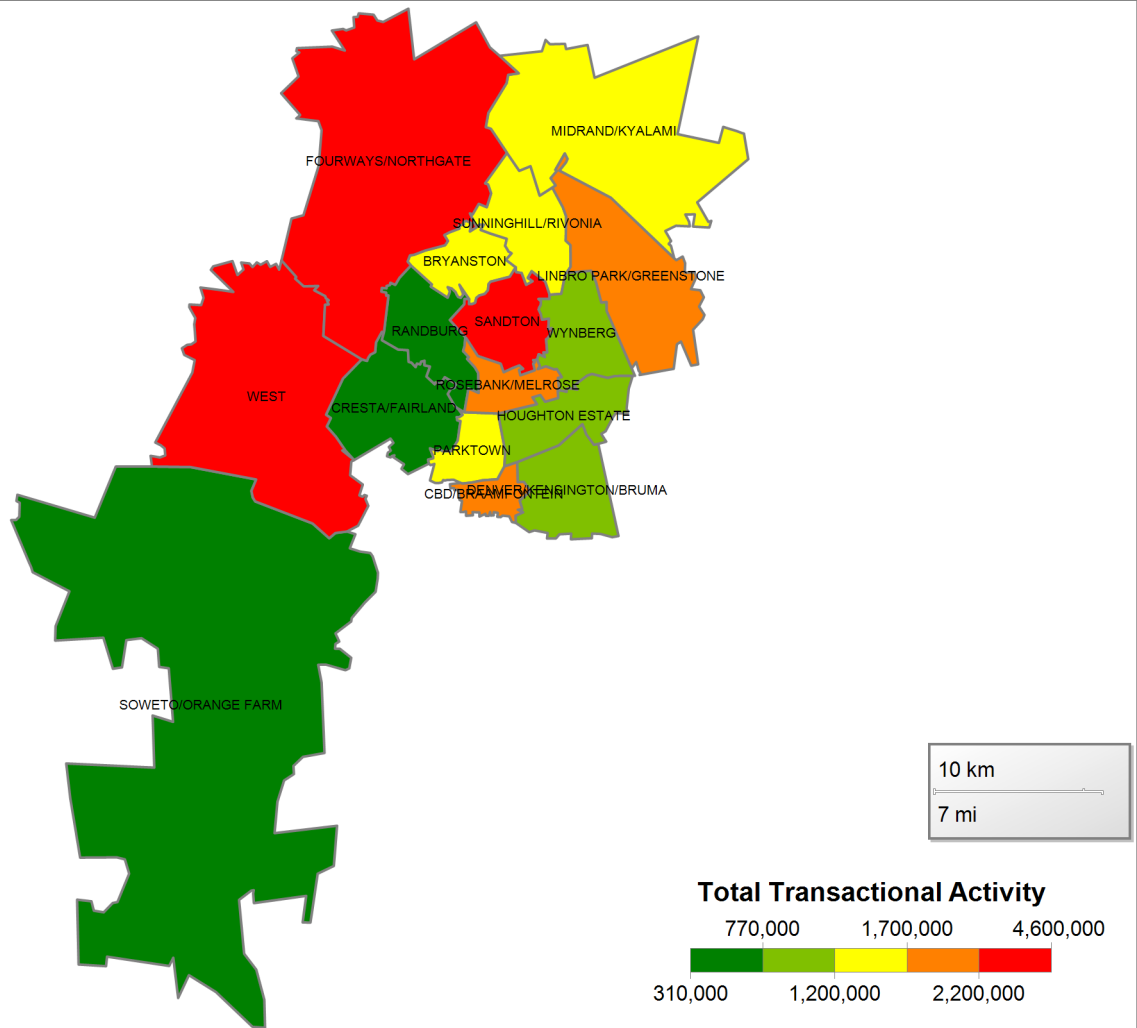 MIDRAND/KYALAMI
FOURWAYS/NORTHGATE
SUNNINGHILL/RIVONIA
BRYANSTON
LINBRO PARK/GREENSTONE
SANDTON
RANDBURG
WYNBERG
ROSEBANK/MELROSE
WEST
CRESTA/FAIRLAND
HOUGHTON ESTATE
PARKTOWN
DENVER/KENSINGTON/BRUMA
CBD/BRAAMFONTEIN
SOWETO/ORANGE FARM
10 km
7 mi
Total Transactional Activity
770,000 1,700,000 4,600,000
310,000 1,200,000 2,200,000